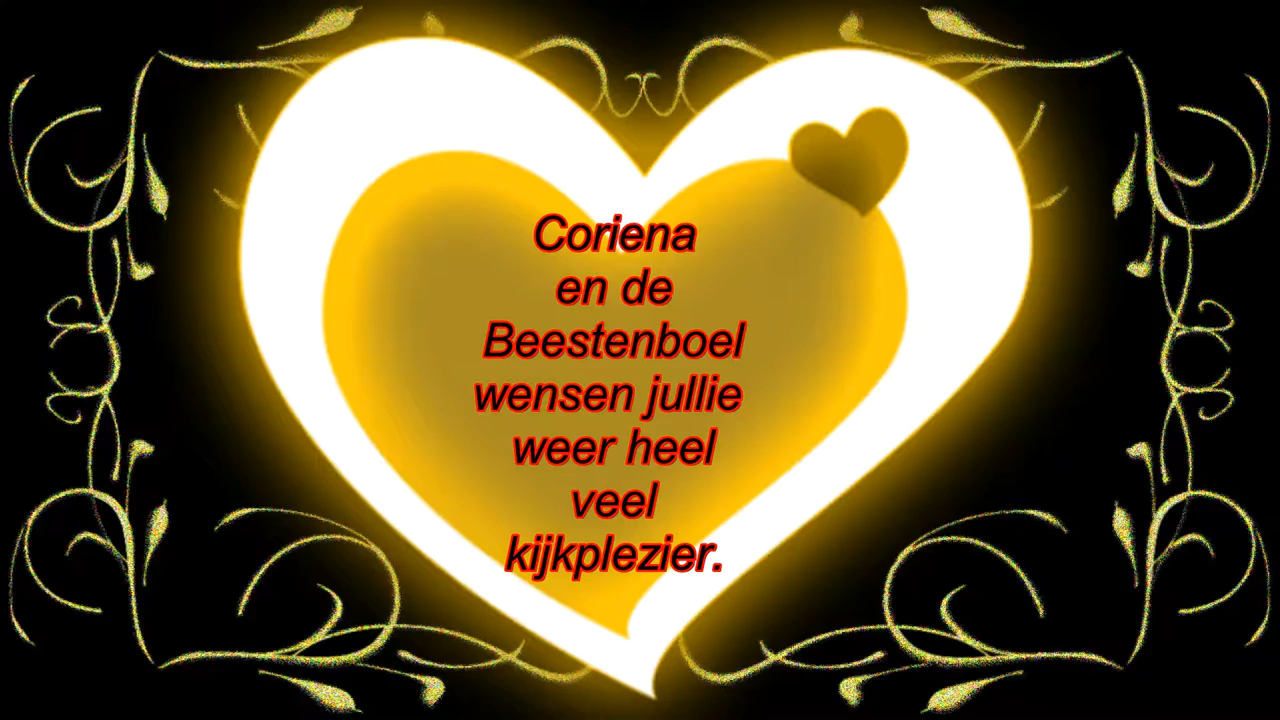 Coriena
en de
Beestenboel
wensen jullie
weer heel
veel
kijkplezier.